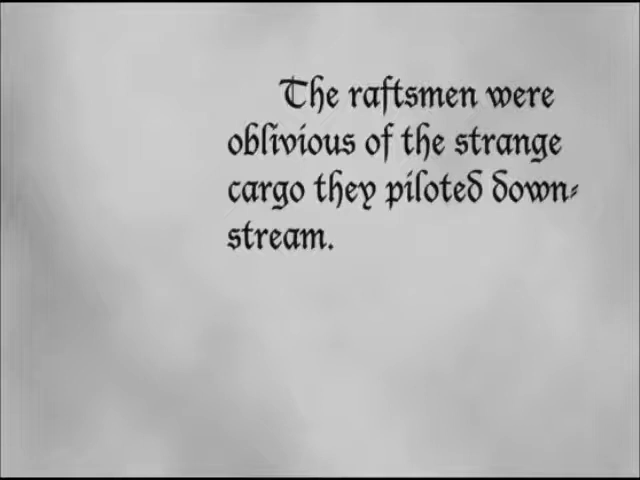 The raftsmen were
oblivious of the strange
cargo they piloted down-
stream.